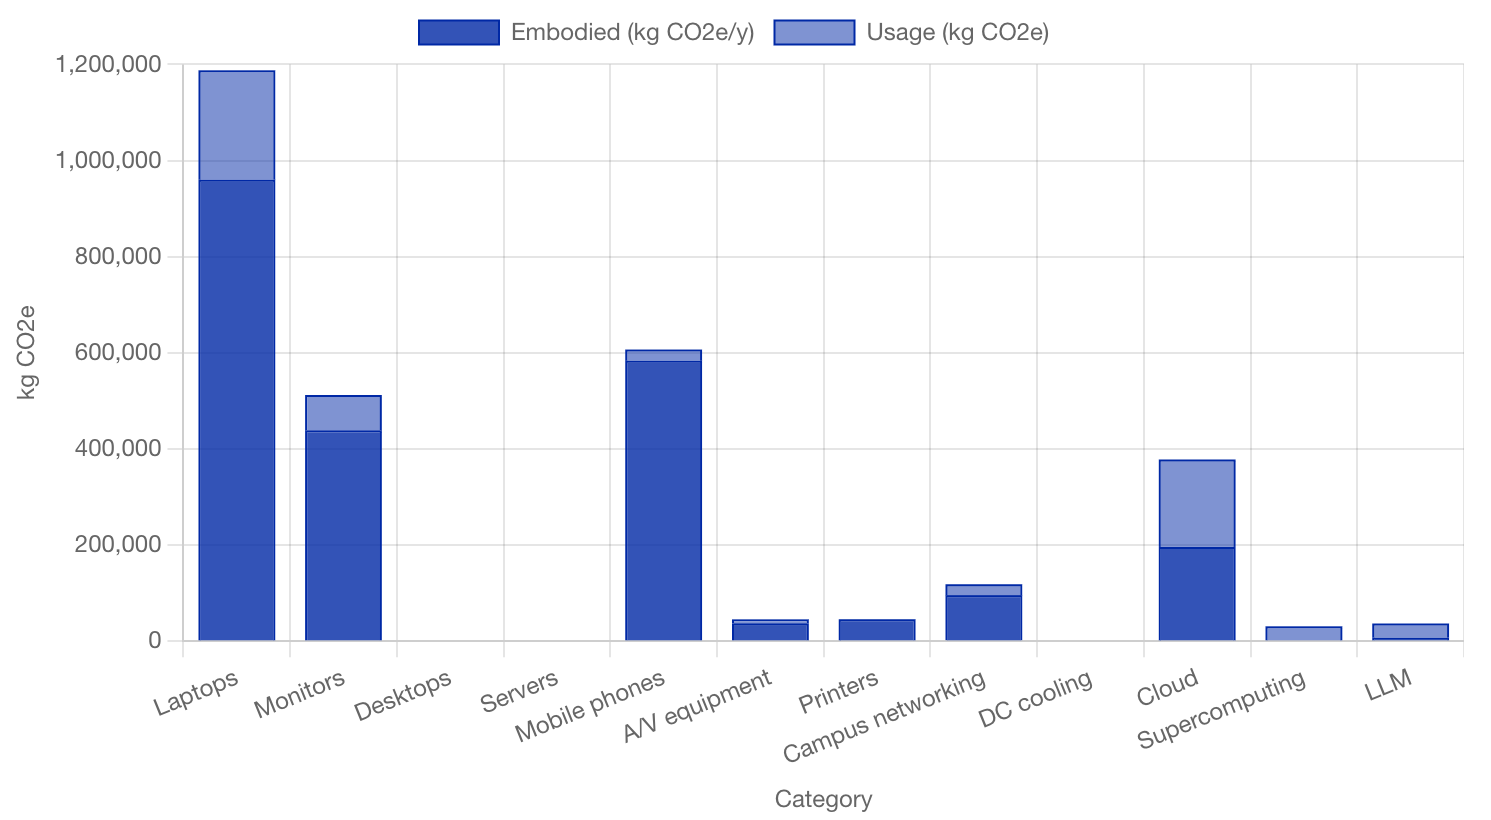 Embodied (kg CO2e/y) Usage (kg CO2e)
1,200,000
1,000,000
800,000
600,000
400,000
200,000
0
kg CO2e
Laptops
Monitors
Desktops
Servers
Mobile phones
A/V equipment
Printers
Campus networking
DC cooling
Cloud
Supercomputing
LLM
Category